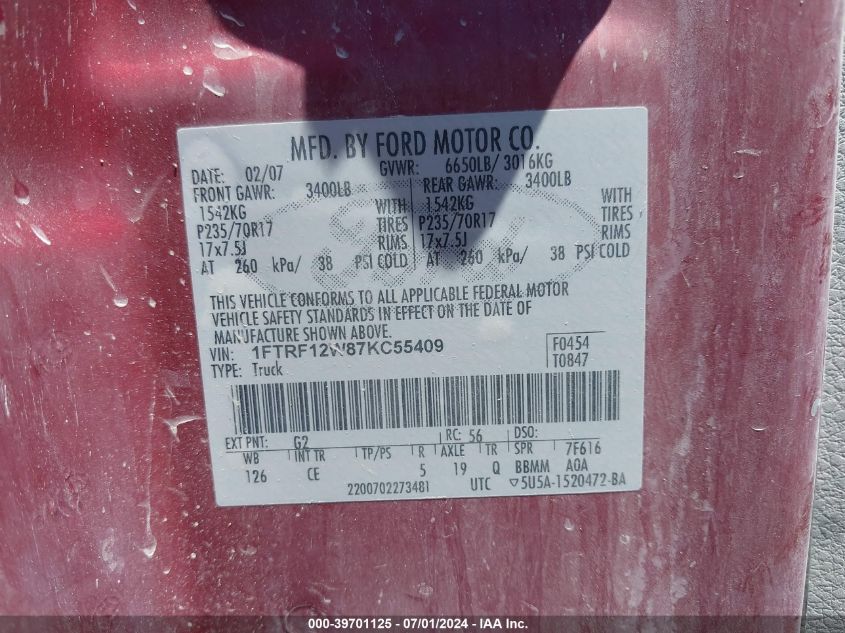 MFD. BY FORD MOTOR CO.
DATE: 02/07 GVWR: 6650LB/ 3016KG
FRONT GAWR: 3400LB REAR GAWR: 3400LB
1542KG WITH 1542KG WITH
P235/70R17 TIRES P235/70R17 TIRES
17x7.5J RIMS 17x7.5J RIMS
AT 260 kPa/ 38 PSI COLD AT 260 kPa/ 38 PSI COLD
THIS VEHICLE CONFORMS TO ALL APPLICABLE FEDERAL MOTOR
VEHICLE SAFETY STANDARDS IN EFFECT ON THE DATE OF
MANUFACTURE SHOWN ABOVE.
VIN: 1FTRF12W87KC55409 F0454
TYPE: Truck T0847
EXT PNT: G2 RC: 56 DSO:
WB INT TR TP/PS R AXLE TR SPR 7F616
126 CE 5 19 Q BBMM AQA
2200702273481 UTC ▽5U5A-1520472-BA
000-39701125 - 07/01/2024 - IAA Inc.